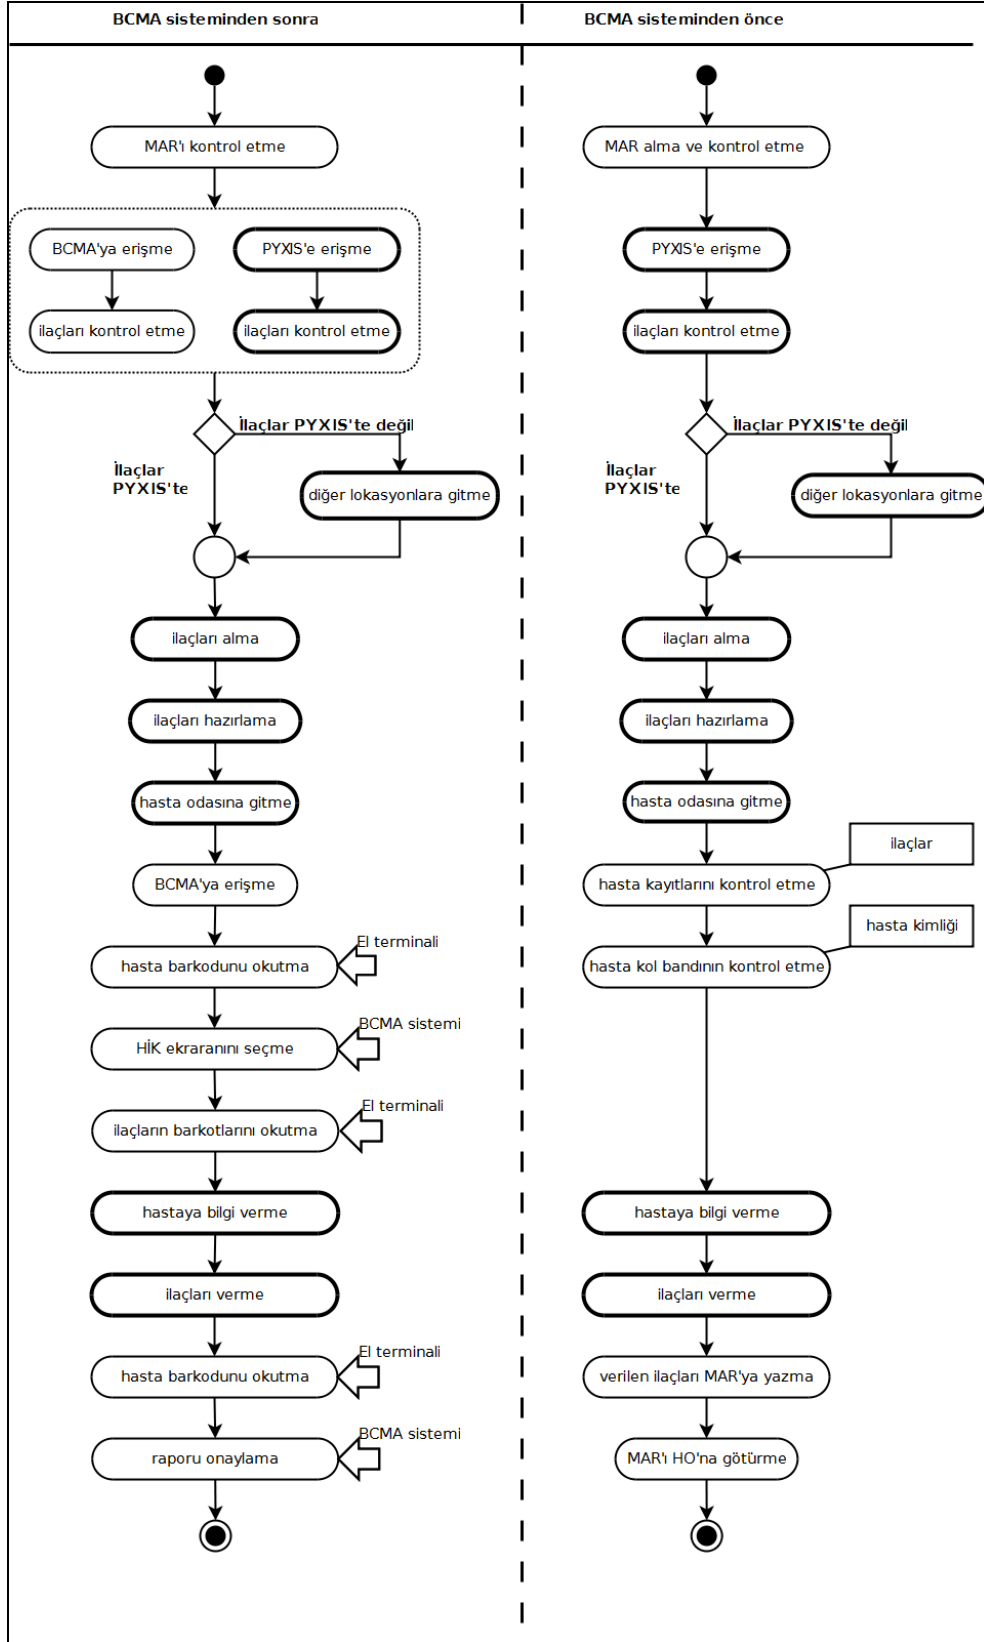 BCMA sisteminden sonra
MAR'ı kontrol etme
BCMA'ya erişme
PYXIS'e erişme
ilaçları kontrol etme
ilaçları kontrol etme
İlaçlar PYXIS'te değil
İlaçlar
PYXIS'te
diğer lokasyonlara gitme
ilaçları alma
ilaçları hazırlama
hasta odasına gitme
BCMA'ya erişme
El terminali
hasta barkodunu okutma
BCMA sistemi
HİK ekraranını seçme
El terminali
ilaçların barkotlarını okutma
hastaya bilgi verme
ilaçları verme
El terminali
hasta barkodunu okutma
BCMA sistemi
raporu onaylama
BCMA sisteminden önce
MAR alma ve kontrol etme
PYXIS'e erişme
ilaçları kontrol etme
İlaçlar PYXIS'te değil
İlaçlar
PYXIS'te
diğer lokasyonlara gitme
ilaçları alma
ilaçları hazırlama
hasta odasına gitme
ilaçlar
hasta kayıtlarını kontrol etme
hasta kimliği
hasta kol bandının kontrol etme
hastaya bilgi verme
ilaçları verme
verilen ilaçları MAR'ya yazma
MAR'ı HO'na götürme